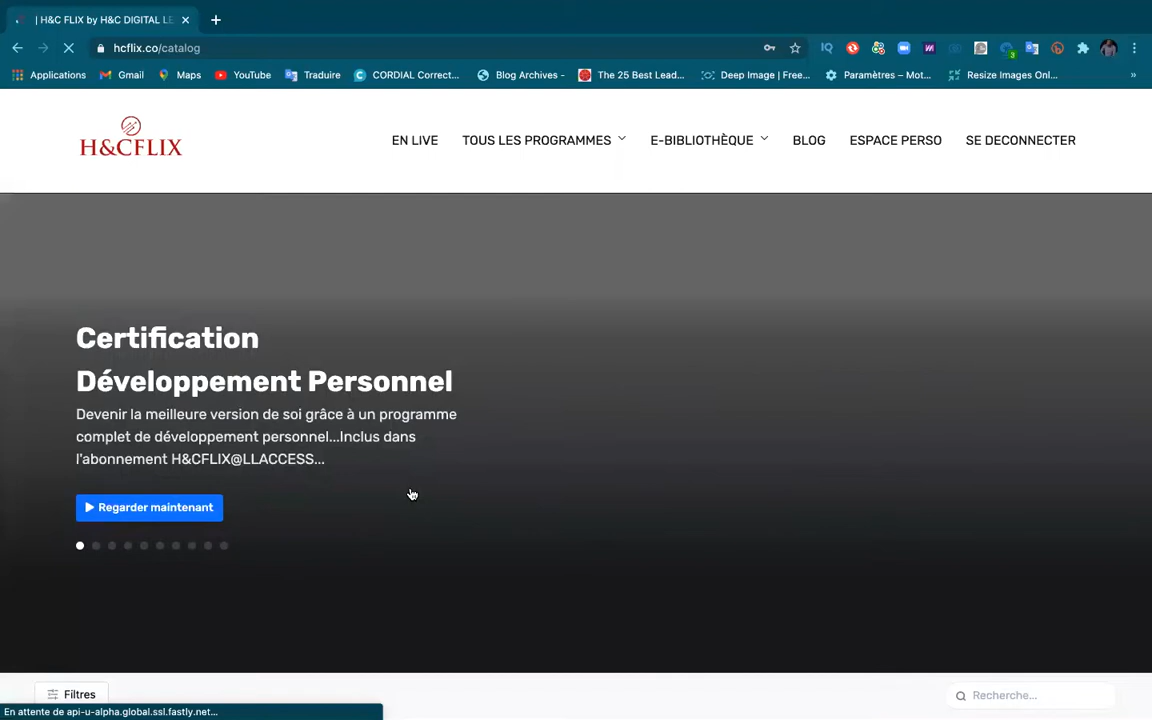 | H&C FLIX by H&C DIGITAL LE
hcflix.co/catalog
Applications Gmail Maps YouTube Traduire CORDIAL Correct... Blog Archives - The 25 Best Lead... Deep Image | Free... Paramètres – Mot... Resize Images Onl... »
H&CFLIX
EN LIVE TOUS LES PROGRAMMES E-BIBLIOTHÈQUE BLOG ESPACE PERSO SE DECONNECTER
Certification
Développement Personnel
Devenir la meilleure version de soi grâce à un programme
complet de développement personnel...Inclus dans
l'abonnement H&CFLIX@LLACCESS...
Regarder maintenant
Filtres
Recherche...
En attente de api-u-alpha.global.ssl.fastly.net...